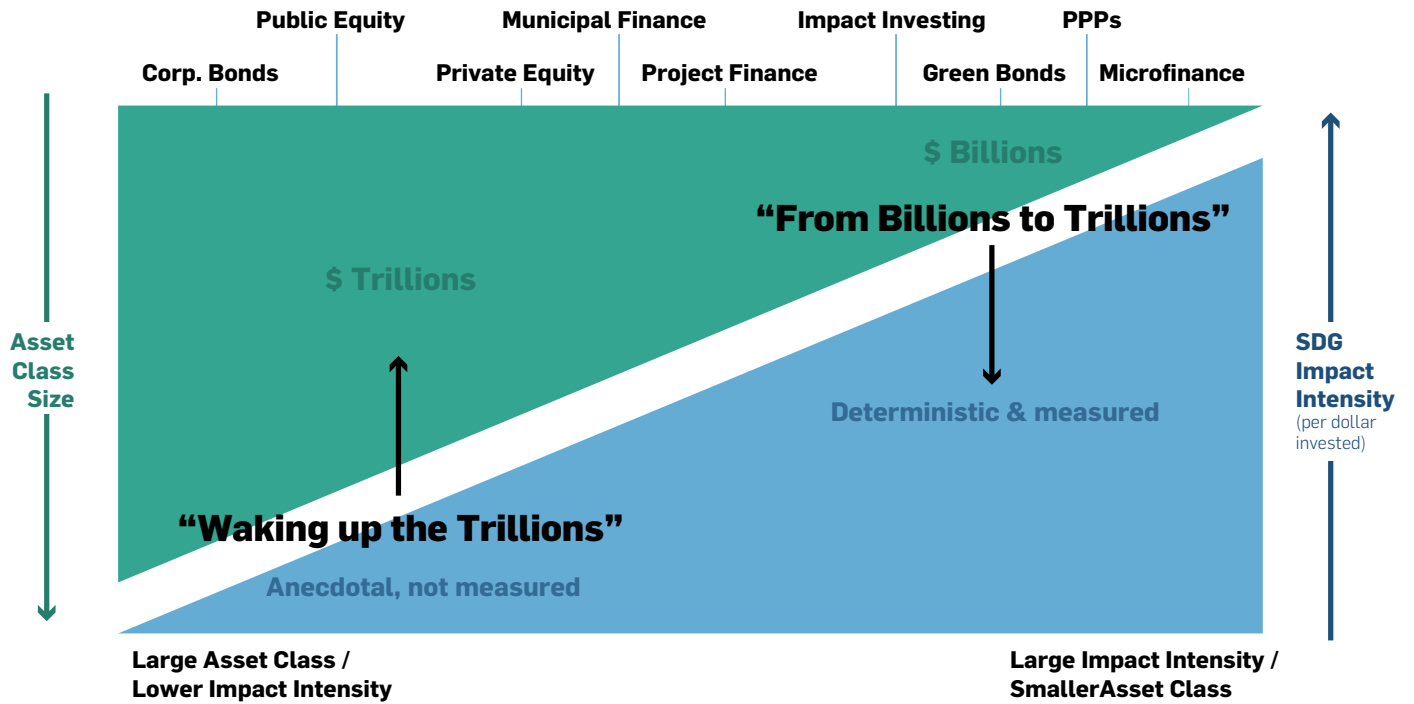 Public Equity
Municipal Finance
Impact Investing
PPPs
Corp. Bonds
Private Equity
Project Finance
Green Bonds
Microfinance
$ Billions
“From Billions to Trillions”
$ Trillions
Asset
Class
Size
SDG
Impact
Intensity
(per dollar
invested)
Deterministic & measured
“Waking up the Trillions”
Anecdotal, not measured
Large Asset Class /
Lower Impact Intensity
Large Impact Intensity /
SmallerAsset Class